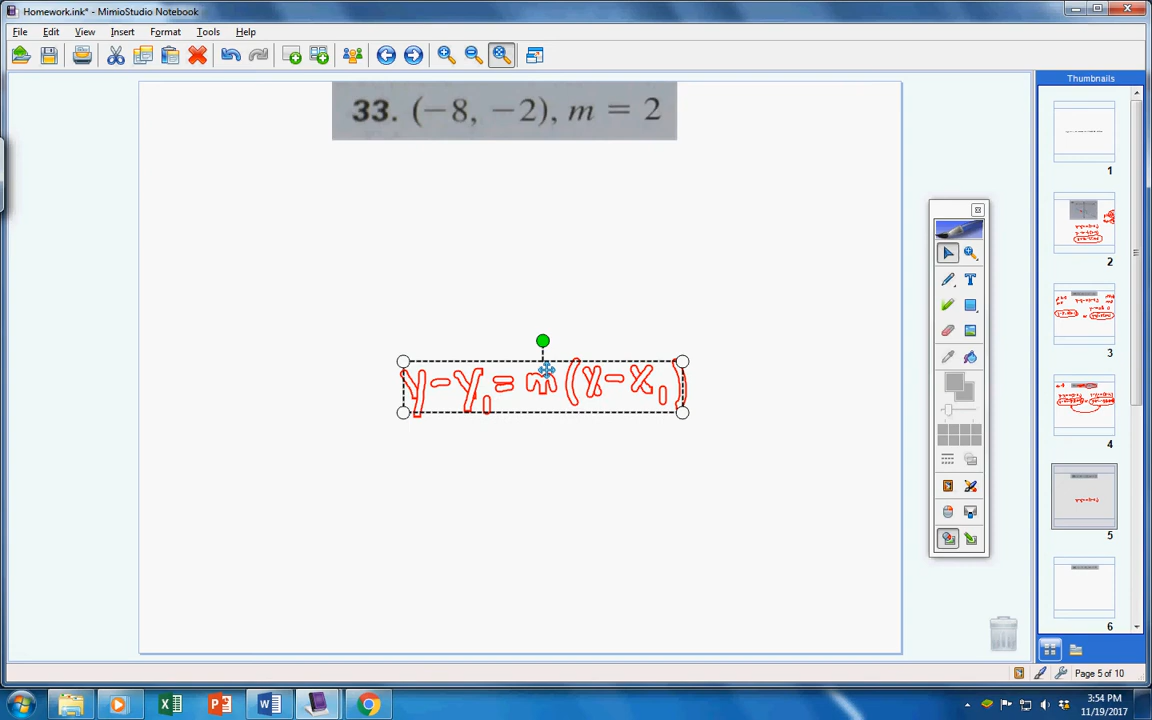 Homework.ink* - MimioStudio Notebook
File Edit View Insert Format Tools Help
33. (−8, −2), m = 2
y-y₁=m(x-x₁)
Thumbnails
1
2
3
4
5
6
T
W
Page 5 of 10
3:54 PM
11/19/2017